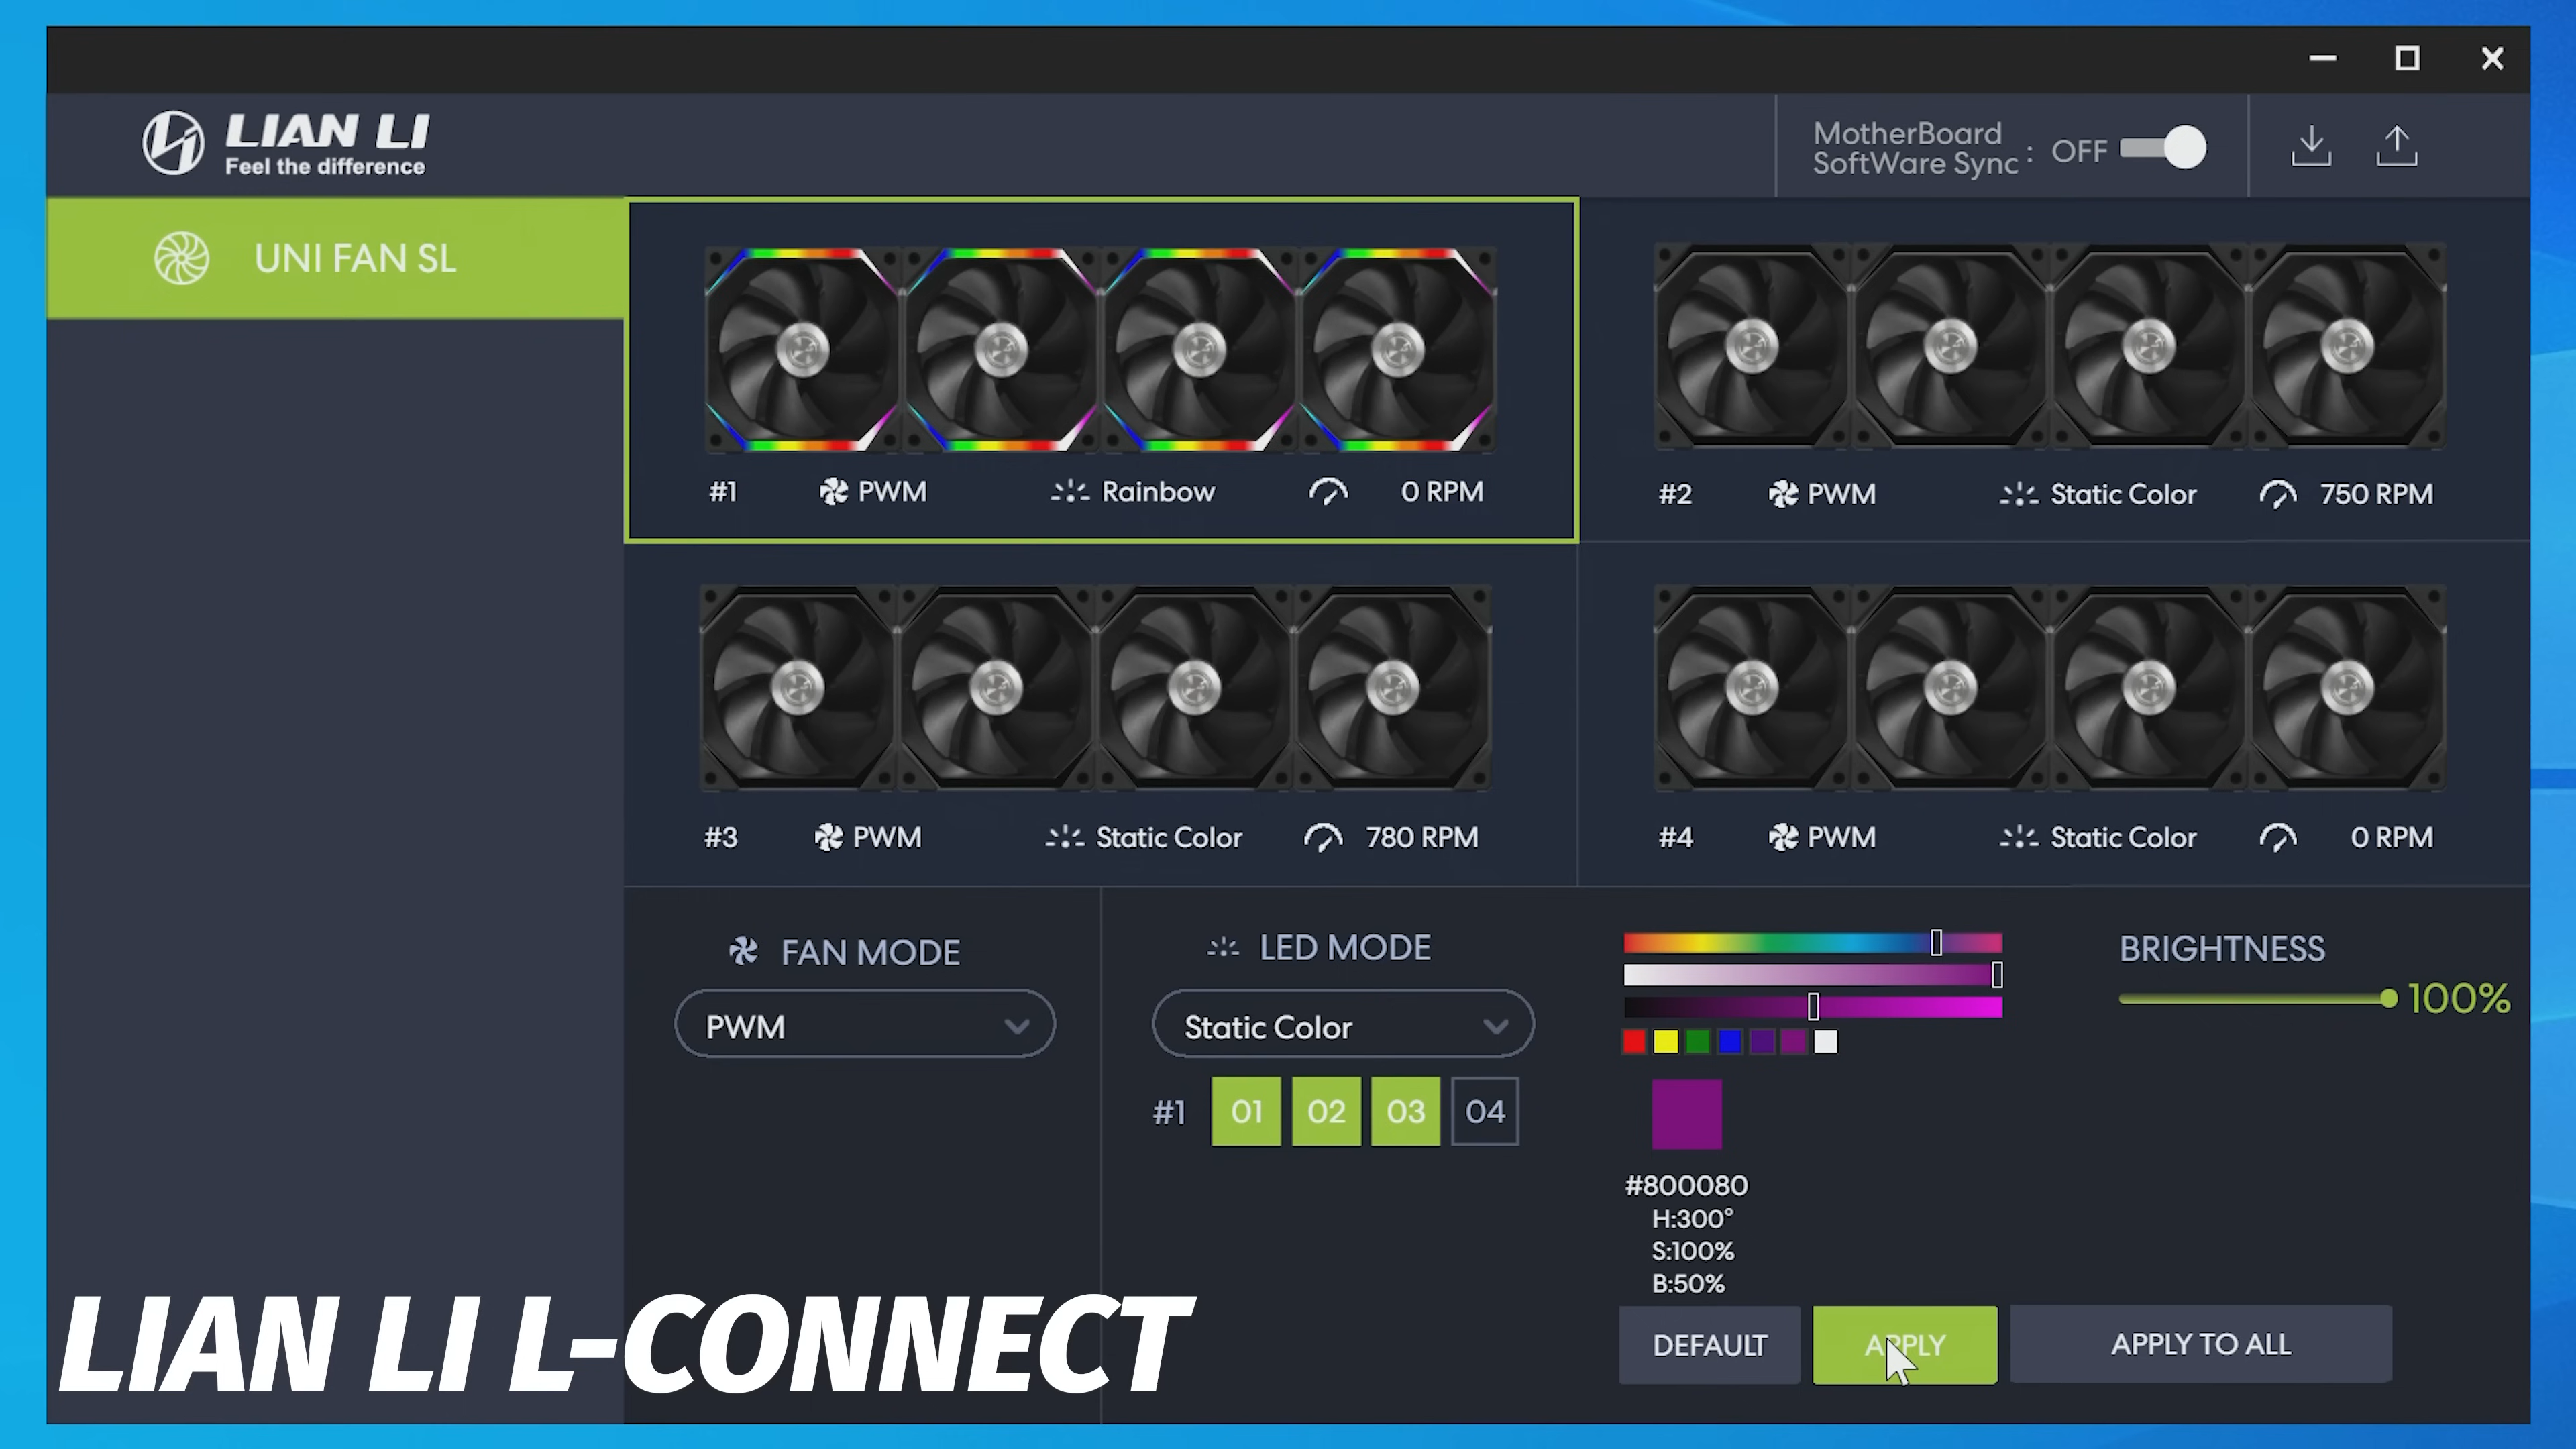 LIAN LI
Feel the difference
MotherBoard
SoftWare Sync : OFF
UNI FAN SL
#1 PWM Rainbow 0 RPM
#2 PWM Static Color 750 RPM
#3 PWM Static Color 780 RPM
#4 PWM Static Color 0 RPM
FAN MODE
PWM
LED MODE
Static Color
#1 01 02 03 04
BRIGHTNESS
100%
#800080
H:300°
S:100%
B:50%
DEFAULT APPLY APPLY TO ALL
LIAN LI L-CONNECT